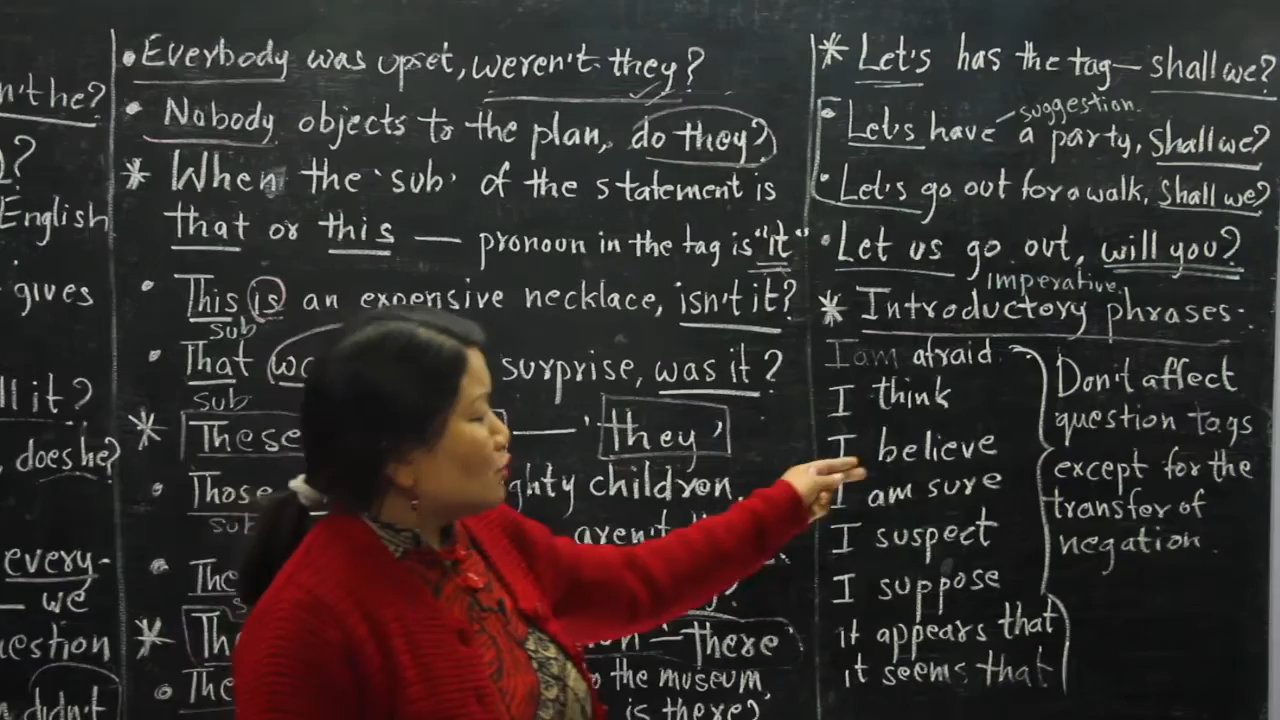 n't he?
?
English
gives
ll it?
, does he?
every-
— we
uestion
didn't
• Everybody was upset, weren't they?
• Nobody objects to the plan, do they?
* When the 'sub' of the statement is
that or this — pronoun in the tag is "it"
• This is an expensive necklace, isn't it?
sub
• That surprise, was it?
sub
* These — 'they'
• Those ghty children,
sub
aren't
• The
* The — there
• The the museum,
is there?
* Let's has the tag — shall we?
suggestion
• Let's have a party, Shall we?
• Let's go out for a walk, Shall we?
• Let us go out, will you?
imperative
* Introductory phrases.
I am afraid.
I think
I believe
I am sure
I suspect
I suppose
it appears that
it seems that
Don't affect
question tags
except for the
transfer of
negation.